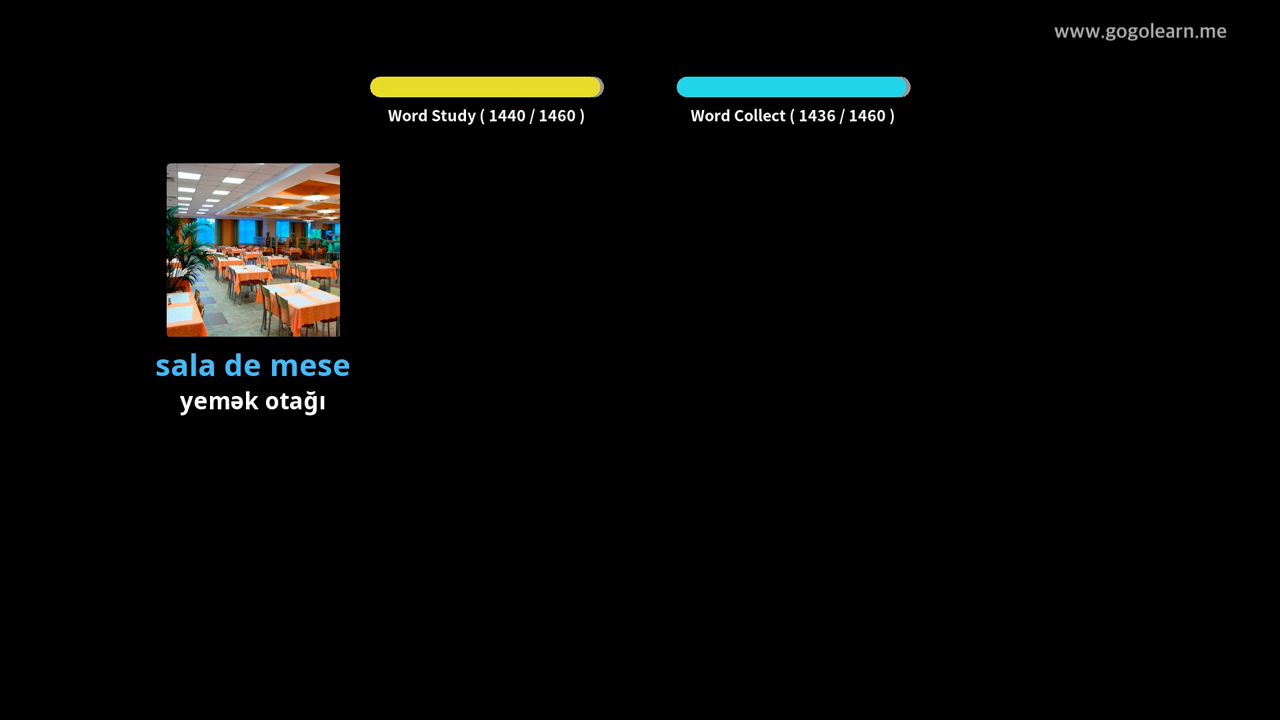 www.gogolearn.me
Word Study ( 1440 / 1460 )
Word Collect ( 1436 / 1460 )
sala de mese
yemək otağı